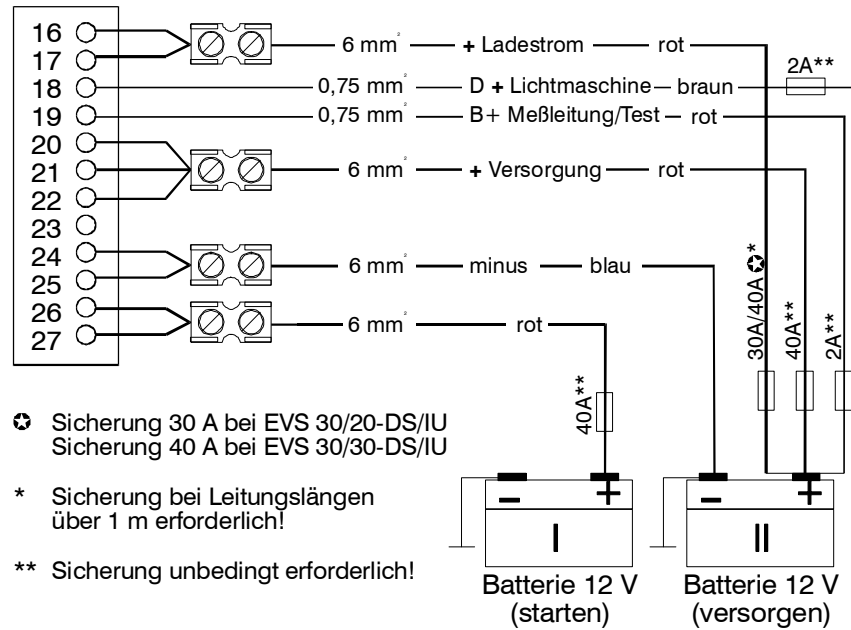 16
17
18
19
20
21
22
23
24
25
26
27
6 mm² + Ladestrom rot
0,75 mm² D + Lichtmaschine braun 2A**
0,75 mm² B+ Meßleitung/Test rot
6 mm² + Versorgung rot
6 mm² minus blau
6 mm² rot
30A/40A✪*
40A**
2A**
40A**
✪ Sicherung 30 A bei EVS 30/20-DS/IU
Sicherung 40 A bei EVS 30/30-DS/IU
* Sicherung bei Leitungslängen
über 1 m erforderlich!
** Sicherung unbedingt erforderlich!
– +
I
Batterie 12 V
(starten)
– +
II
Batterie 12 V
(versorgen)